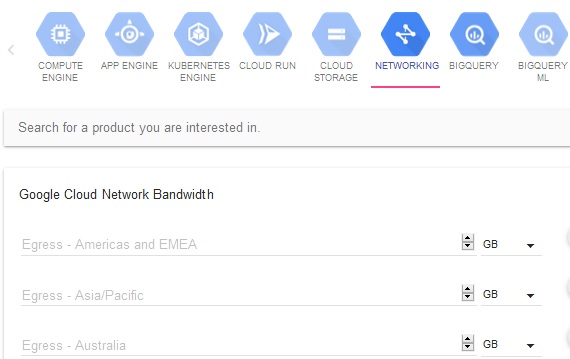 COMPUTE ENGINE
APP ENGINE
KUBERNETES ENGINE
CLOUD RUN
CLOUD STORAGE
NETWORKING
BIGQUERY
BIGQUERY ML
Search for a product you are interested in.
Google Cloud Network Bandwidth
Egress - Americas and EMEA GB
Egress - Asia/Pacific GB
Egress - Australia GB